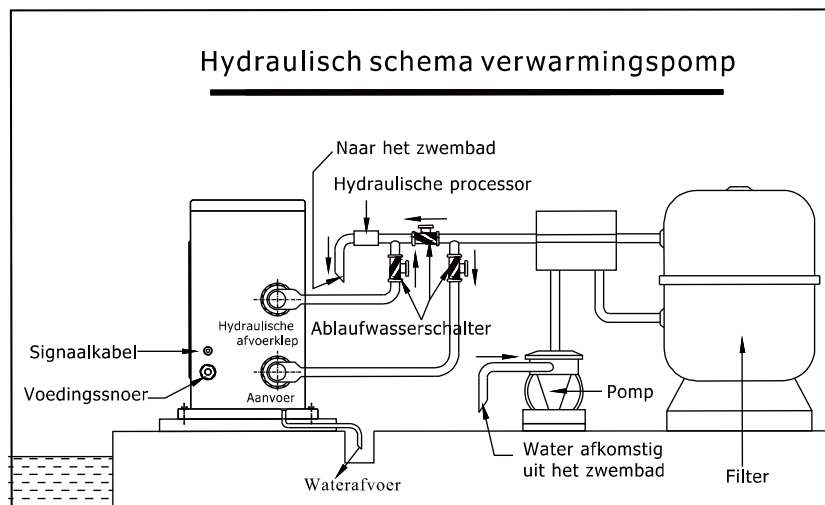 Hydraulisch schema verwarmingspomp
Naar het zwembad
Hydraulische processor
Hydraulische
afvoerklep
Ablaufwasserschalter
Signaalkabel
Voedingssnoer
Aanvoer
Pomp
Water afkomstig
uit het zwembad
Filter
Waterafvoer